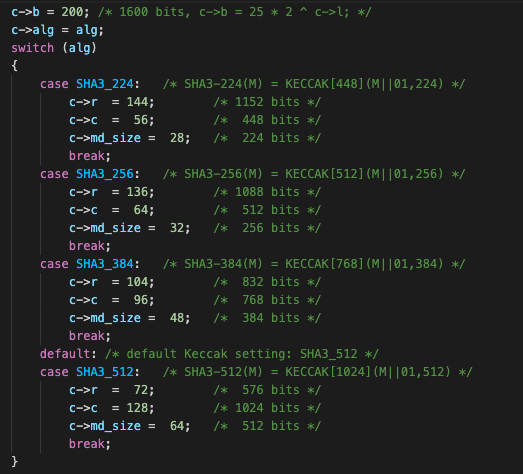 c->b = 200; /* 1600 bits, c->b = 25 * 2 ^ c->l; */
c->alg = alg;
switch (alg)
{
    case SHA3_224:   /* SHA3-224(M) = KECCAK[448](M||01,224) */
        c->r  = 144;        /* 1152 bits */
        c->c  =  56;        /*  448 bits */
        c->md_size =  28;   /*  224 bits */
        break;
    case SHA3_256:   /* SHA3-256(M) = KECCAK[512](M||01,256) */
        c->r  = 136;        /* 1088 bits */
        c->c  =  64;        /*  512 bits */
        c->md_size =  32;   /*  256 bits */
        break;
    case SHA3_384:   /* SHA3-384(M) = KECCAK[768](M||01,384) */
        c->r  = 104;        /*  832 bits */
        c->c  =  96;        /*  768 bits */
        c->md_size =  48;   /*  384 bits */
        break;
    default: /* default Keccak setting: SHA3_512 */
    case SHA3_512:   /* SHA3-512(M) = KECCAK[1024](M||01,512) */
        c->r  =  72;        /*  576 bits */
        c->c  = 128;        /* 1024 bits */
        c->md_size =  64;   /*  512 bits */
        break;
}